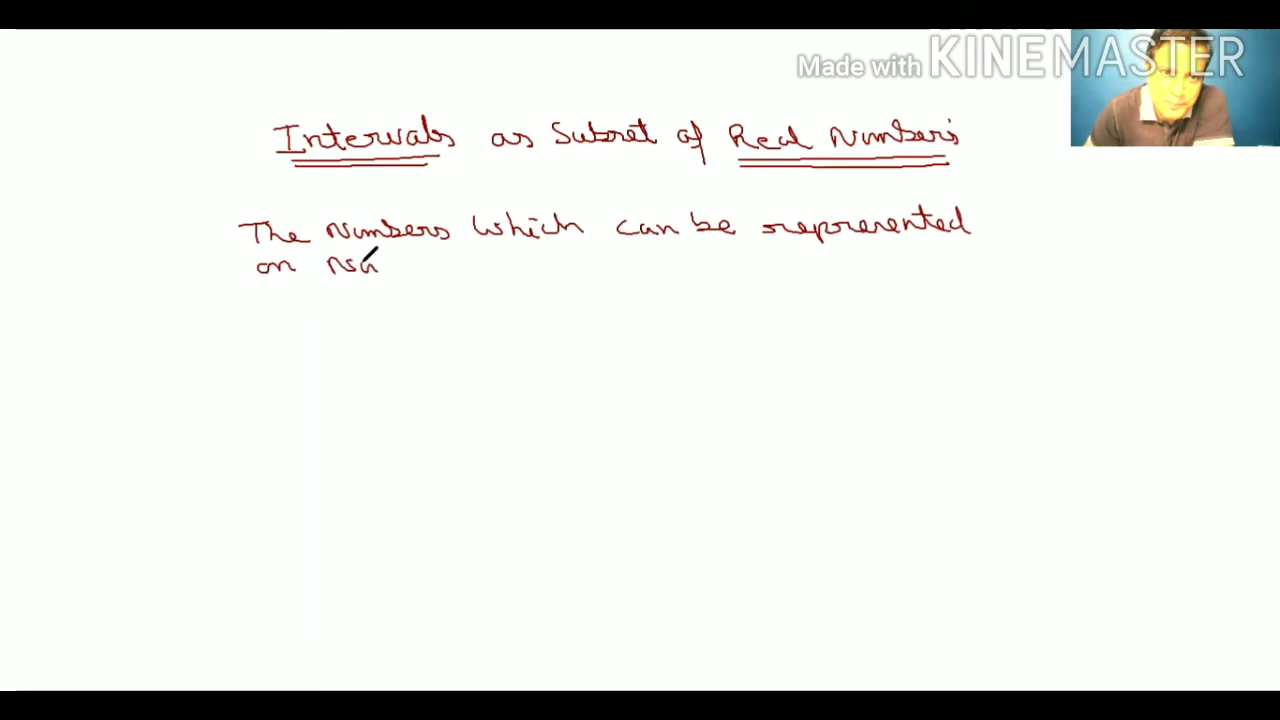 Made with KINEMASTER
Intervals as Subset of Real Numbers
The Numbers which can be represented
on